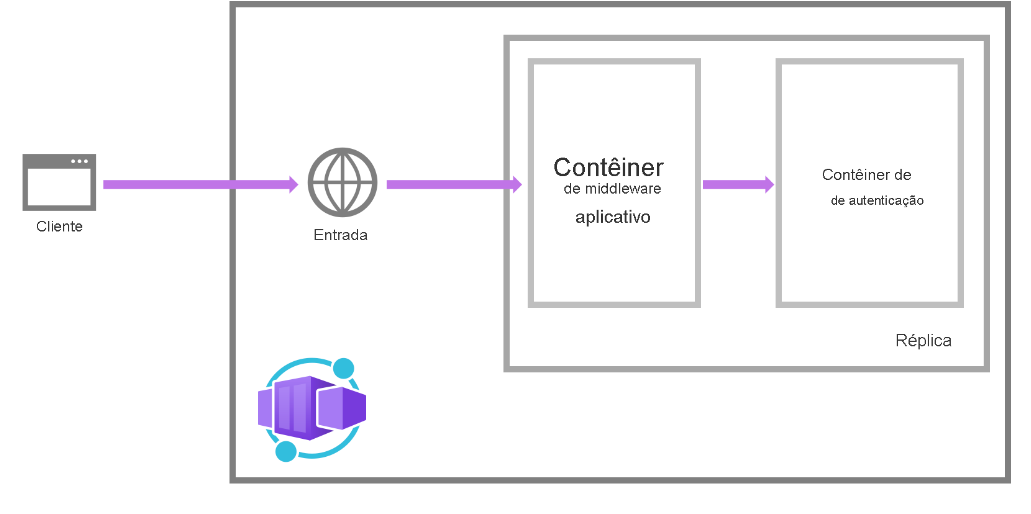 Cliente
Entrada
Contêiner
de middleware
aplicativo
Contêiner de
de autenticação
Réplica